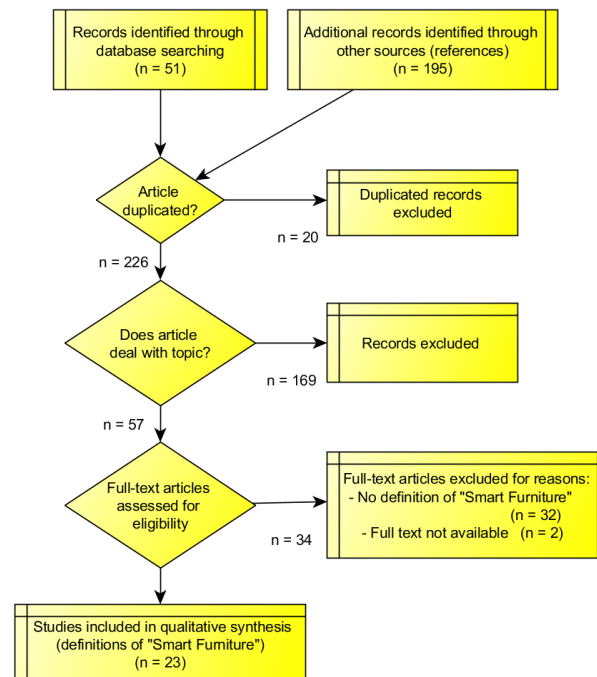 Records identified through
database searching
(n = 51)
Additional records identified through
other sources (references)
(n = 195)
Article
duplicated?
Duplicated records
excluded
n = 20
n = 226
Does article
deal with topic?
Records excluded
n = 169
n = 57
Full-text articles
assessed for
eligibility
Full-text articles excluded for reasons:
- No definition of "Smart Furniture"
(n = 32)
- Full text not available (n = 2)
n = 34
Studies included in qualitative synthesis
(definitions of "Smart Furniture")
(n = 23)